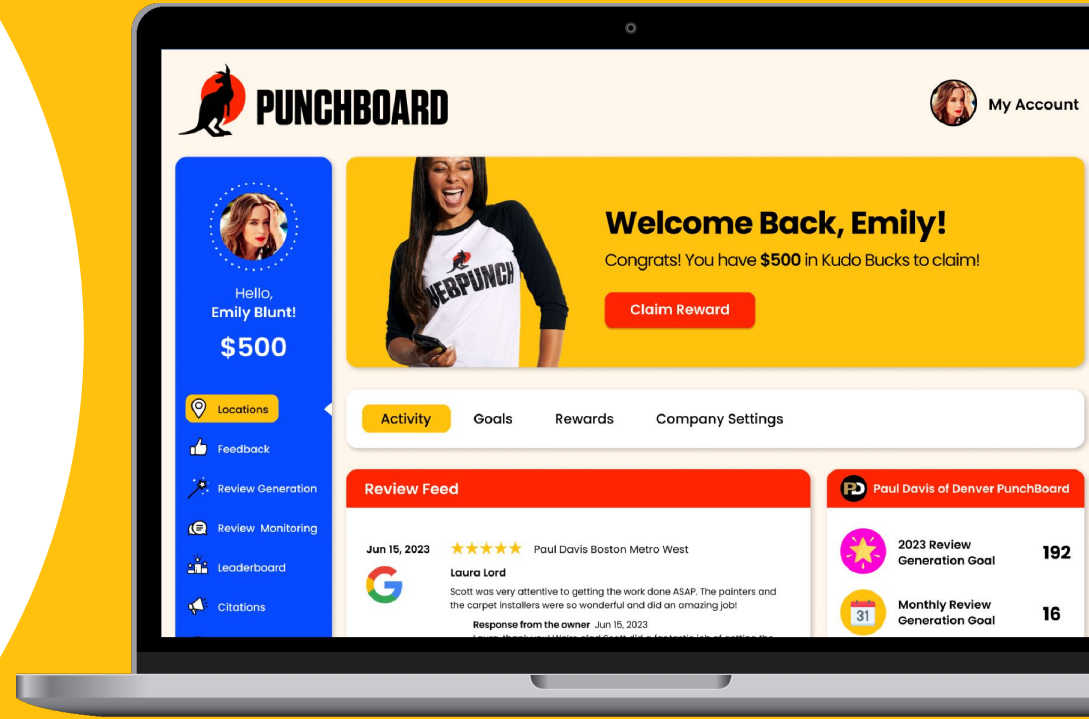 PUNCHBOARD
My Account
Hello,
Emily Blunt!
$500
Locations
Feedback
Review Generation
Review Monitoring
Leaderboard
Citations
WEBPUNCH
Welcome Back, Emily!
Congrats! You have $500 in Kudo Bucks to claim!
Claim Reward
Activity Goals Rewards Company Settings
Review Feed
Jun 15, 2023 Paul Davis Boston Metro West
Laura Lord
Scott was very attentive to getting the work done ASAP. The painters and
the carpet installers were so wonderful and did an amazing job!
Response from the owner Jun 15, 2023
PD Paul Davis of Denver PunchBoard
2023 Review
Generation Goal
192
31
Monthly Review
Generation Goal
16